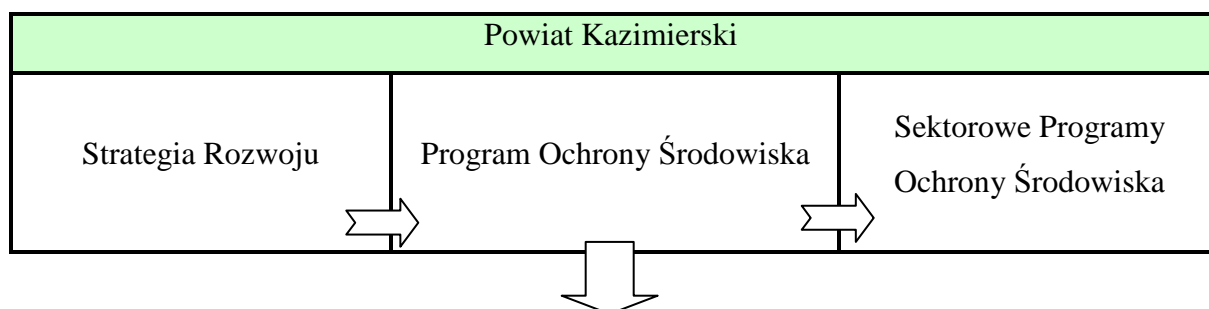 Powiat Kazimierski
Strategia Rozwoju
Program Ochrony Środowiska
Sektorowe Programy
Ochrony Środowiska